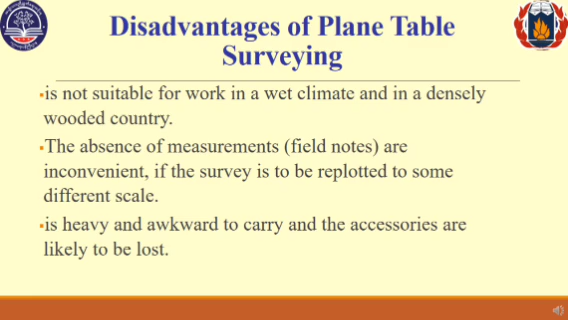 Disadvantages of Plane Table
Surveying
▪is not suitable for work in a wet climate and in a densely
wooded country.
▪The absence of measurements (field notes) are
inconvenient, if the survey is to be replotted to some
different scale.
▪is heavy and awkward to carry and the accessories are
likely to be lost.